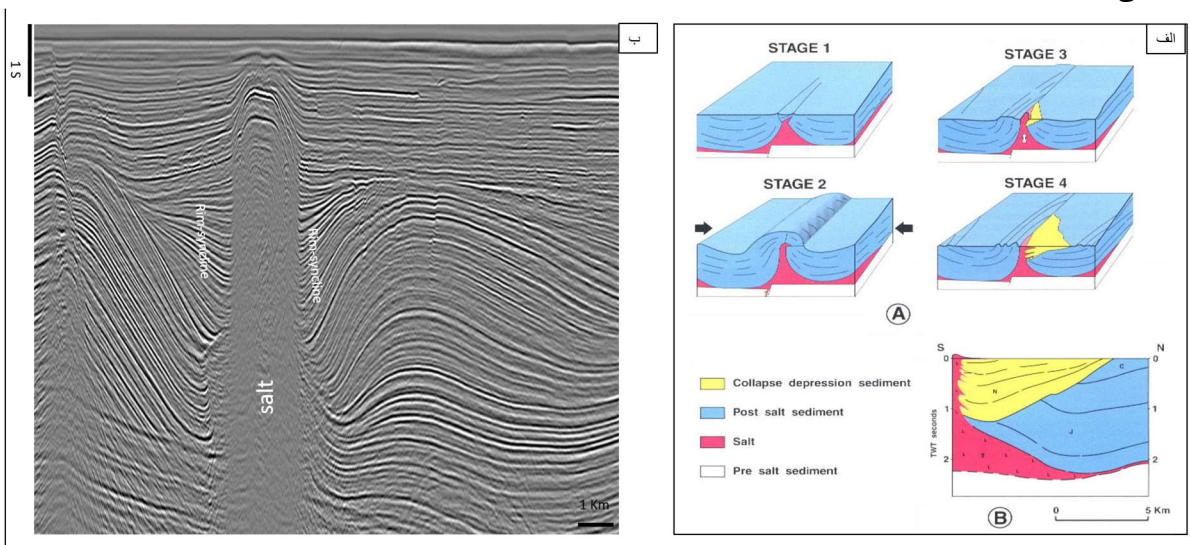 ب
1 S
Rim-syncline
Rim-syncline
salt
1 Km
الف
STAGE 1
STAGE 3
STAGE 2
STAGE 4
A
Collapse depression sediment
Post salt sediment
Salt
Pre salt sediment
S
N
0
0
1
1
2
2
TWT seconds
C
N
J
B
0
5 Km